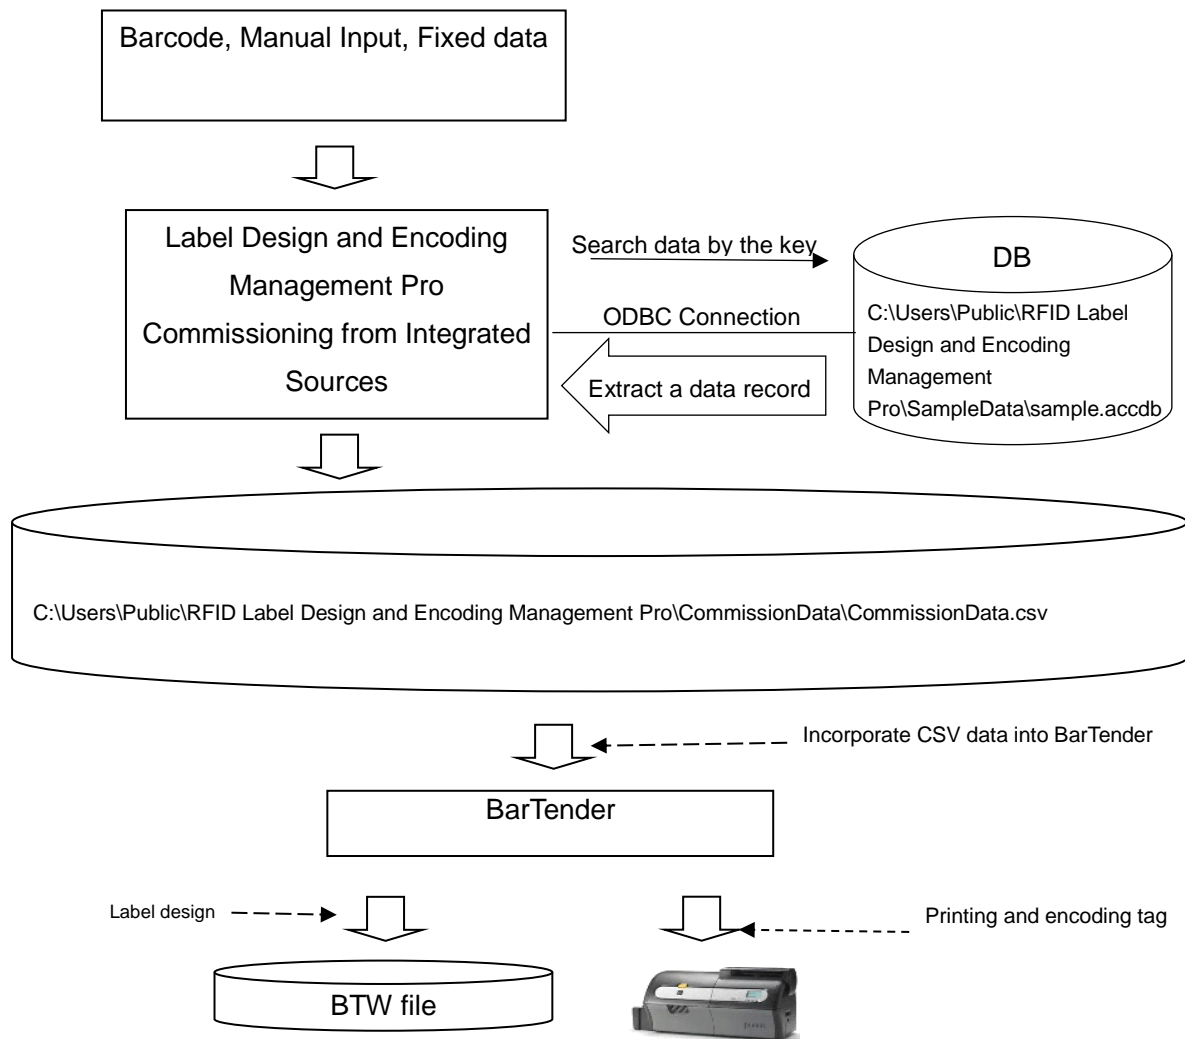 Barcode, Manual Input, Fixed data
Label Design and Encoding
Management Pro
Commissioning from Integrated
Sources
Search data by the key
ODBC Connection
Extract a data record
DB
C:\Users\Public\RFID Label
Design and Encoding
Management
Pro\SampleData\sample.accdb
C:\Users\Public\RFID Label Design and Encoding Management Pro\CommissionData\CommissionData.csv
Incorporate CSV data into BarTender
BarTender
Label design
Printing and encoding tag
BTW file